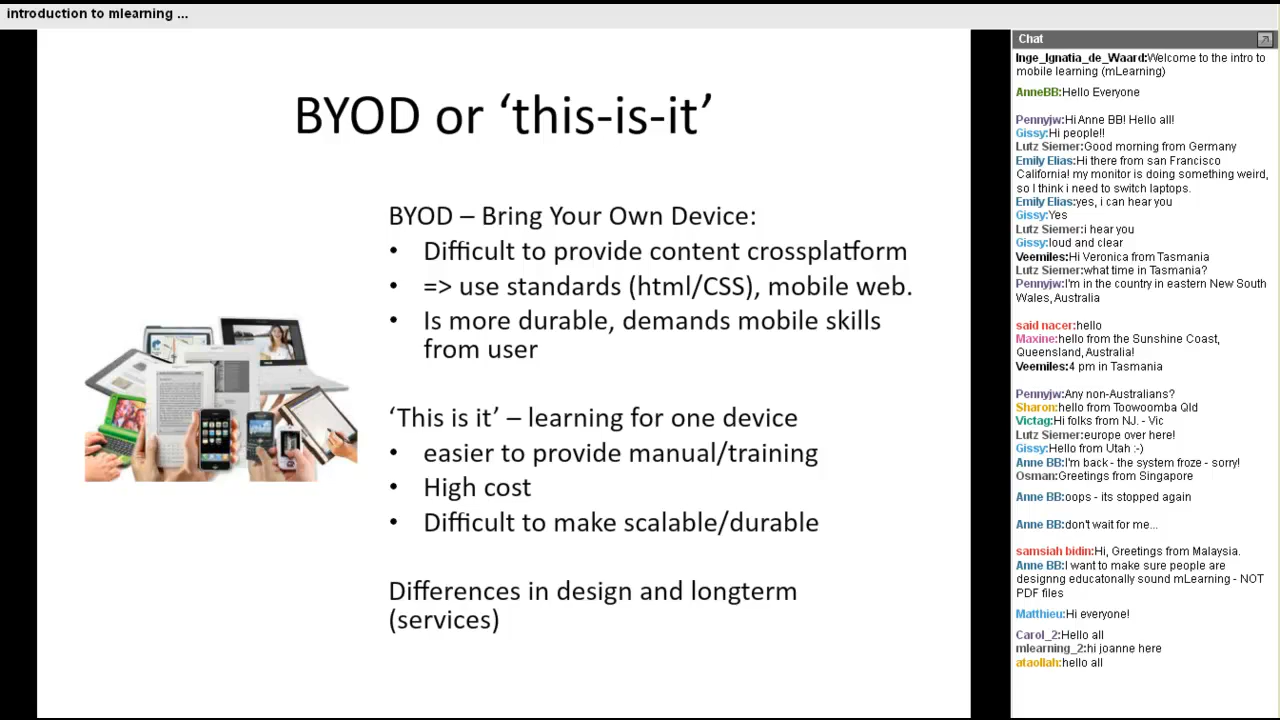 introduction to mlearning ...
BYOD or ‘this-is-it’
BYOD – Bring Your Own Device:
• Difficult to provide content crossplatform
• => use standards (html/CSS), mobile web.
• Is more durable, demands mobile skills
from user
‘This is it’ – learning for one device
• easier to provide manual/training
• High cost
• Difficult to make scalable/durable
Differences in design and longterm
(services)
Chat
Inge_Ignatia_de_Waard:Welcome to the intro to
mobile learning (mLearning)
AnneBB:Hello Everyone
Pennyjw:Hi Anne BB! Hello all!
Gissy:Hi people!!
Lutz Siemer:Good morning from Germany
Emily Elias:Hi there from san Francisco
California! my monitor is doing something weird,
so I think i need to switch laptops.
Emily Elias:yes, i can hear you
Gissy:Yes
Lutz Siemer:i hear you
Gissy:loud and clear
Veemiles:Hi Veronica from Tasmania
Lutz Siemer:what time in Tasmania?
Pennyjw:I'm in the country in eastern New South
Wales, Australia
said nacer:hello
Maxine:hello from the Sunshine Coast,
Queensland, Australia!
Veemiles:4 pm in Tasmania
Pennyjw:Any non-Australians?
Sharon:hello from Toowoomba Qld
Victag:Hi folks from NJ. - Vic
Lutz Siemer:europe over here!
Gissy:Hello from Utah :-)
Anne BB:I'm back - the system froze - sorry!
Osman:Greetings from Singapore
Anne BB:oops - its stopped again
Anne BB:don't wait for me...
samsiah bidin:Hi, Greetings from Malaysia.
Anne BB:I want to make sure people are
designng educatonally sound mLearning - NOT
PDF files
Matthieu:Hi everyone!
Carol_2:Hello all
mlearning_2:hi joanne here
ataollah:hello all